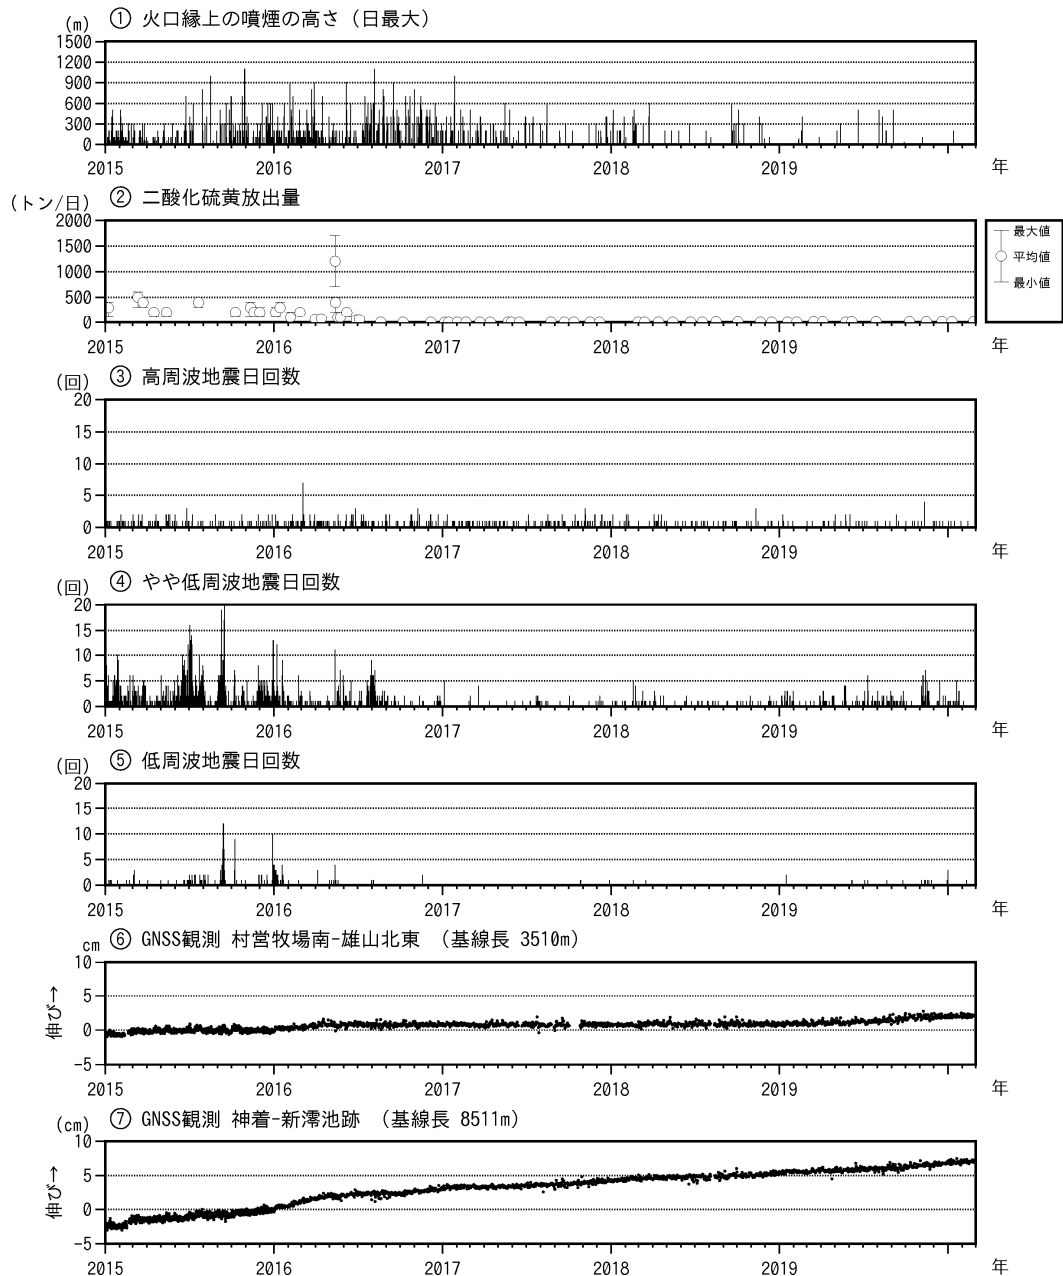 (m) ① 火口縁上の噴煙の高さ（日最大）
1500
1200
900
600
300
0
2015 2016 2017 2018 2019 年
(トン/日) ② 二酸化硫黄放出量
2000
1500
1000
500
0
2015 2016 2017 2018 2019 年
最大値
平均値
最小値
(回) ③ 高周波地震日回数
20
15
10
5
0
2015 2016 2017 2018 2019 年
(回) ④ やや低周波地震日回数
20
15
10
5
0
2015 2016 2017 2018 2019 年
(回) ⑤ 低周波地震日回数
20
15
10
5
0
2015 2016 2017 2018 2019 年
cm ⑥ GNSS観測 村営牧場南-雄山北東 （基線長 3510m）
10
5
0
-5
伸び→
2015 2016 2017 2018 2019 年
(cm) ⑦ GNSS観測 神着-新澪池跡 （基線長 8511m）
10
5
0
-5
伸び→
2015 2016 2017 2018 2019 年